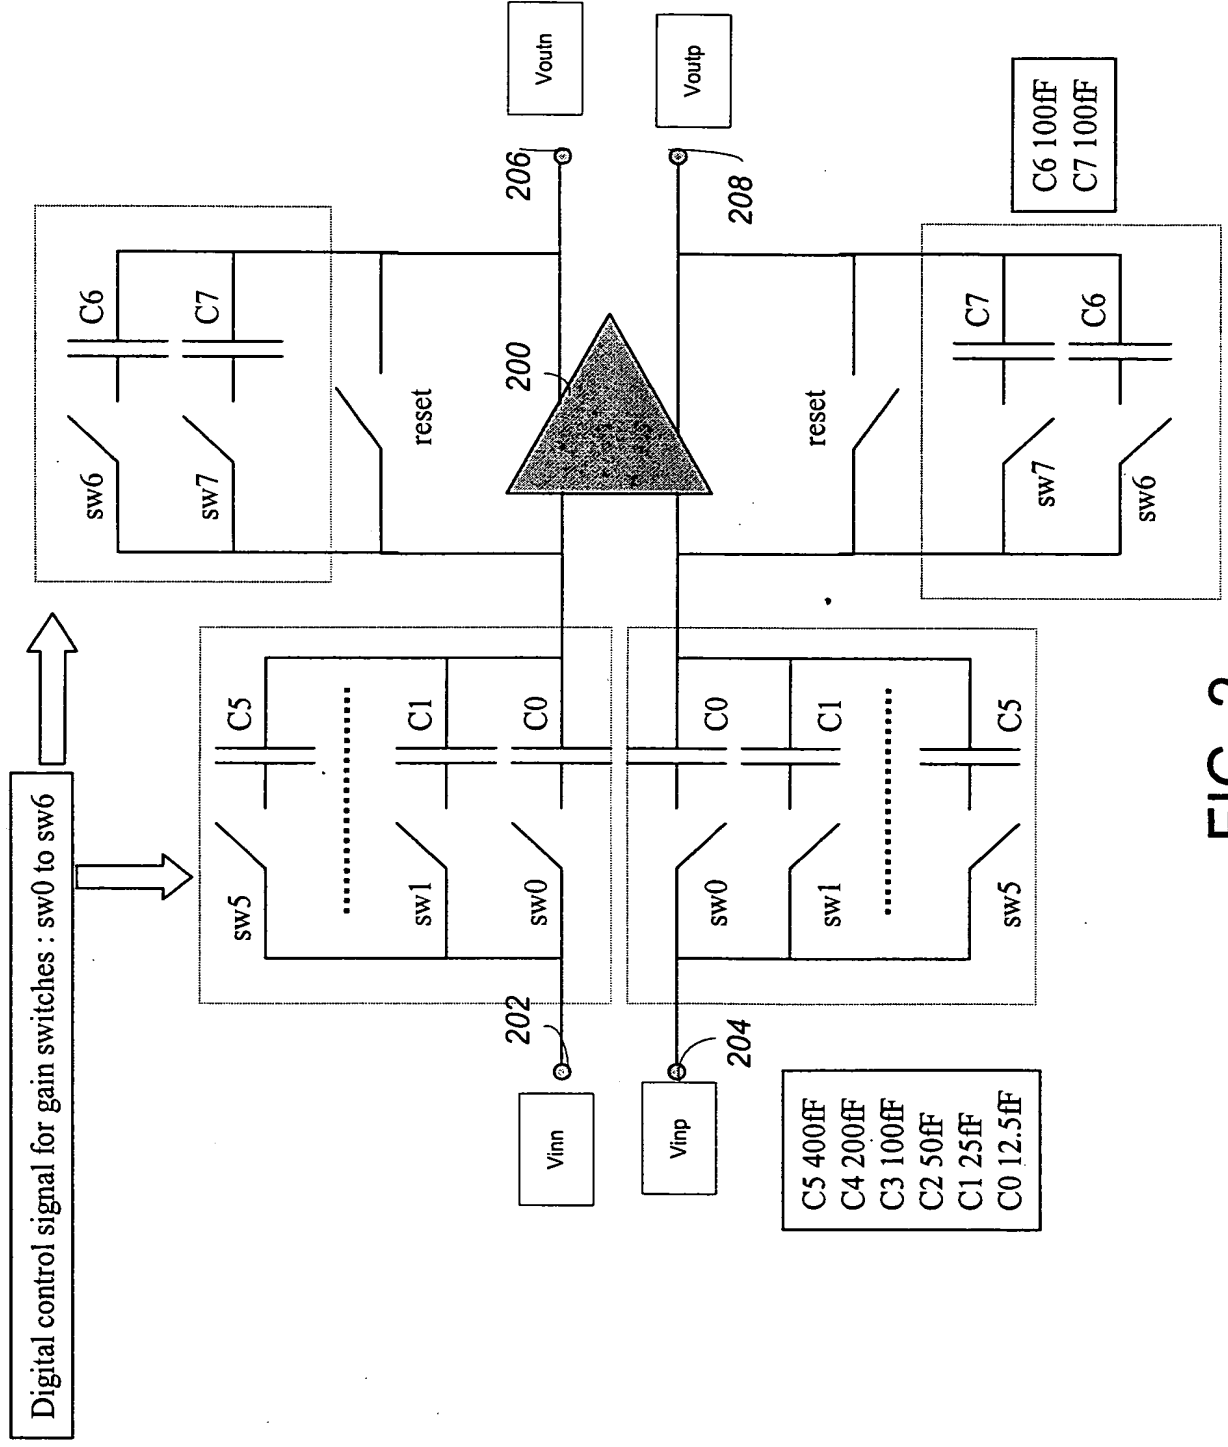 Digital control signal for gain switches : sw0 to sw6
sw6
C6
sw7
C7
reset
sw5
C5
sw1
C1
sw0
C0
202
200
206
Vinn
Voutn
Vinp
Voutp
204
208
sw0
C0
sw1
C1
sw5
C5
reset
sw7
C7
sw6
C6
C5 400fF
C4 200fF
C3 100fF
C2 50fF
C1 25fF
C0 12.5fF
C6 100fF
C7 100fF